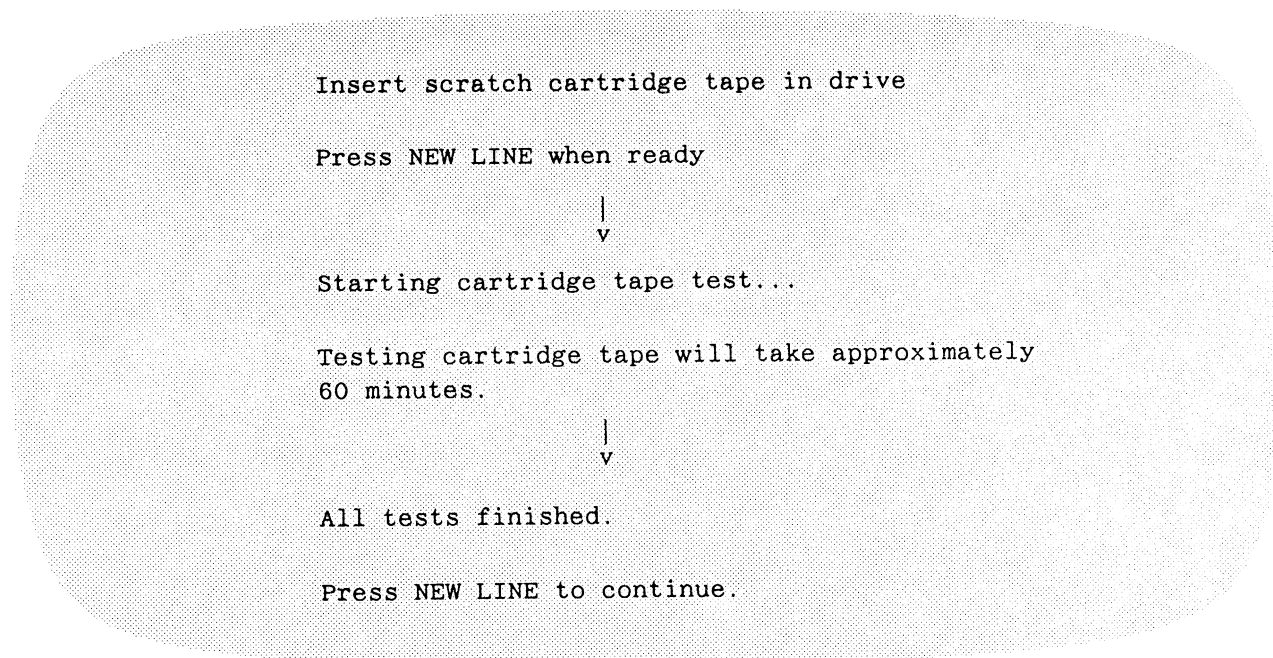 Insert scratch cartridge tape in drive
Press NEW LINE when ready
|
v
Starting cartridge tape test...
Testing cartridge tape will take approximately
60 minutes.
|
v
All tests finished.
Press NEW LINE to continue.